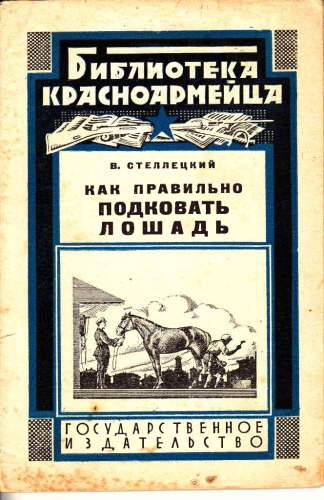 БИБЛИОТЕКА
КРАСНОАРМЕЙЦА
В. СТЕЛЛЕЦКИЙ
КАК ПРАВИЛЬНО
ПОДКОВАТЬ
ЛОШАДЬ
ГОСУДАРСТВЕННОЕ
ИЗДАТЕЛЬСТВО